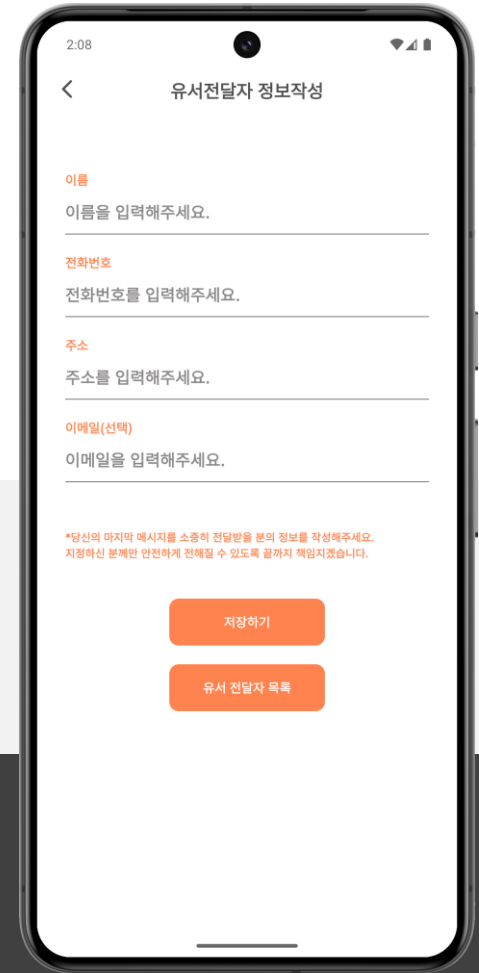 2:08
유서전달자 정보작성
이름
이름을 입력해주세요.
전화번호
전화번호를 입력해주세요.
주소
주소를 입력해주세요.
이메일(선택)
이메일을 입력해주세요.
*당신의 마지막 메시지를 소중히 전달받을 분의 정보를 작성해주세요.
지정하신 분께만 안전하게 전해질 수 있도록 끝까지 책임지겠습니다.
저장하기
유서 전달자 목록